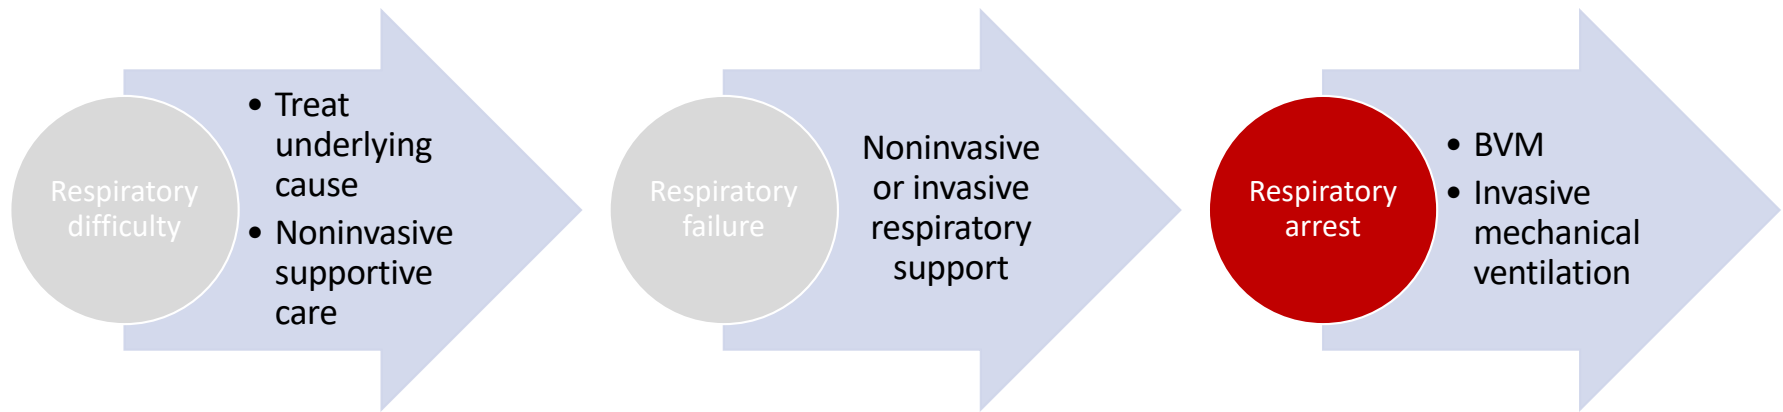 Respiratory
difficulty
• Treat
underlying
cause
• Noninvasive
supportive
care
Respiratory
failure
Noninvasive
or invasive
respiratory
support
Respiratory
arrest
• BVM
• Invasive
mechanical
ventilation